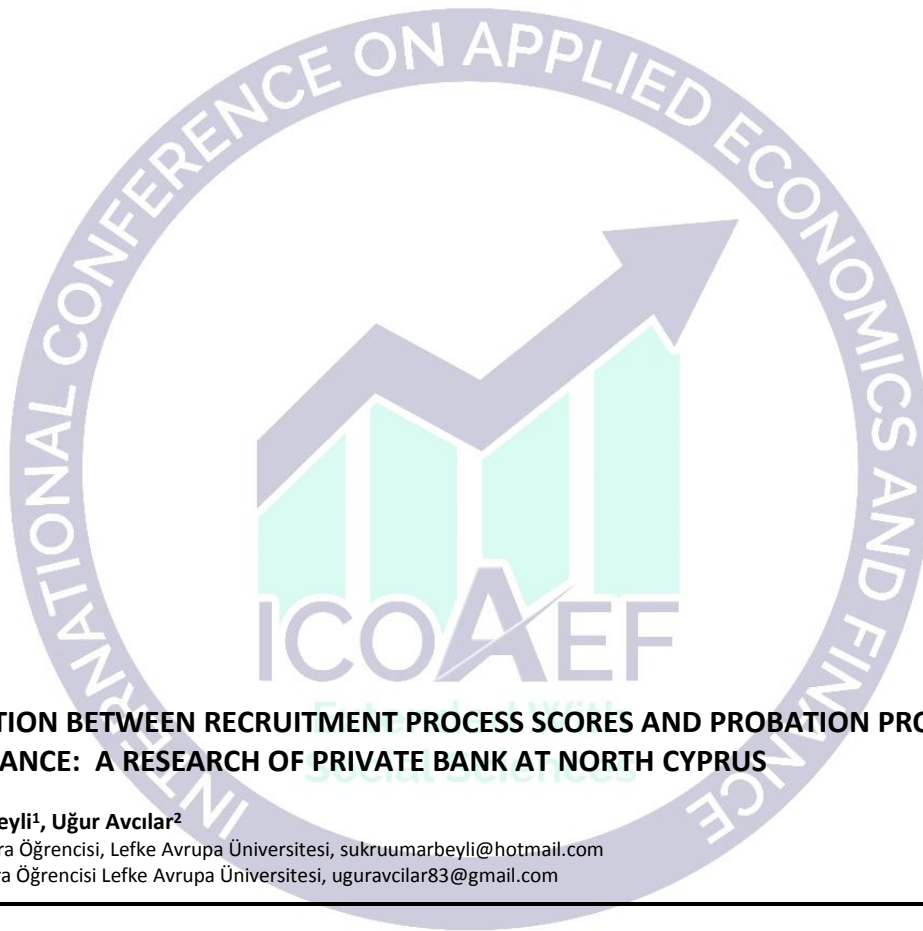 INTERNATIONAL CONFERENCE ON APPLIED ECONOMICS AND FINANCE
ICOAEF
Extended With
Social Sciences
TION BETWEEN RECRUITMENT PROCESS SCORES AND PROBATION PRO
ANCE: A RESEARCH OF PRIVATE BANK AT NORTH CYPRUS
eyli¹, Uğur Avcılar²
ra Öğrencisi, Lefke Avrupa Üniversitesi, sukruumarbeyli@hotmail.com
ra Öğrencisi Lefke Avrupa Üniversitesi, uguravcilar83@gmail.com